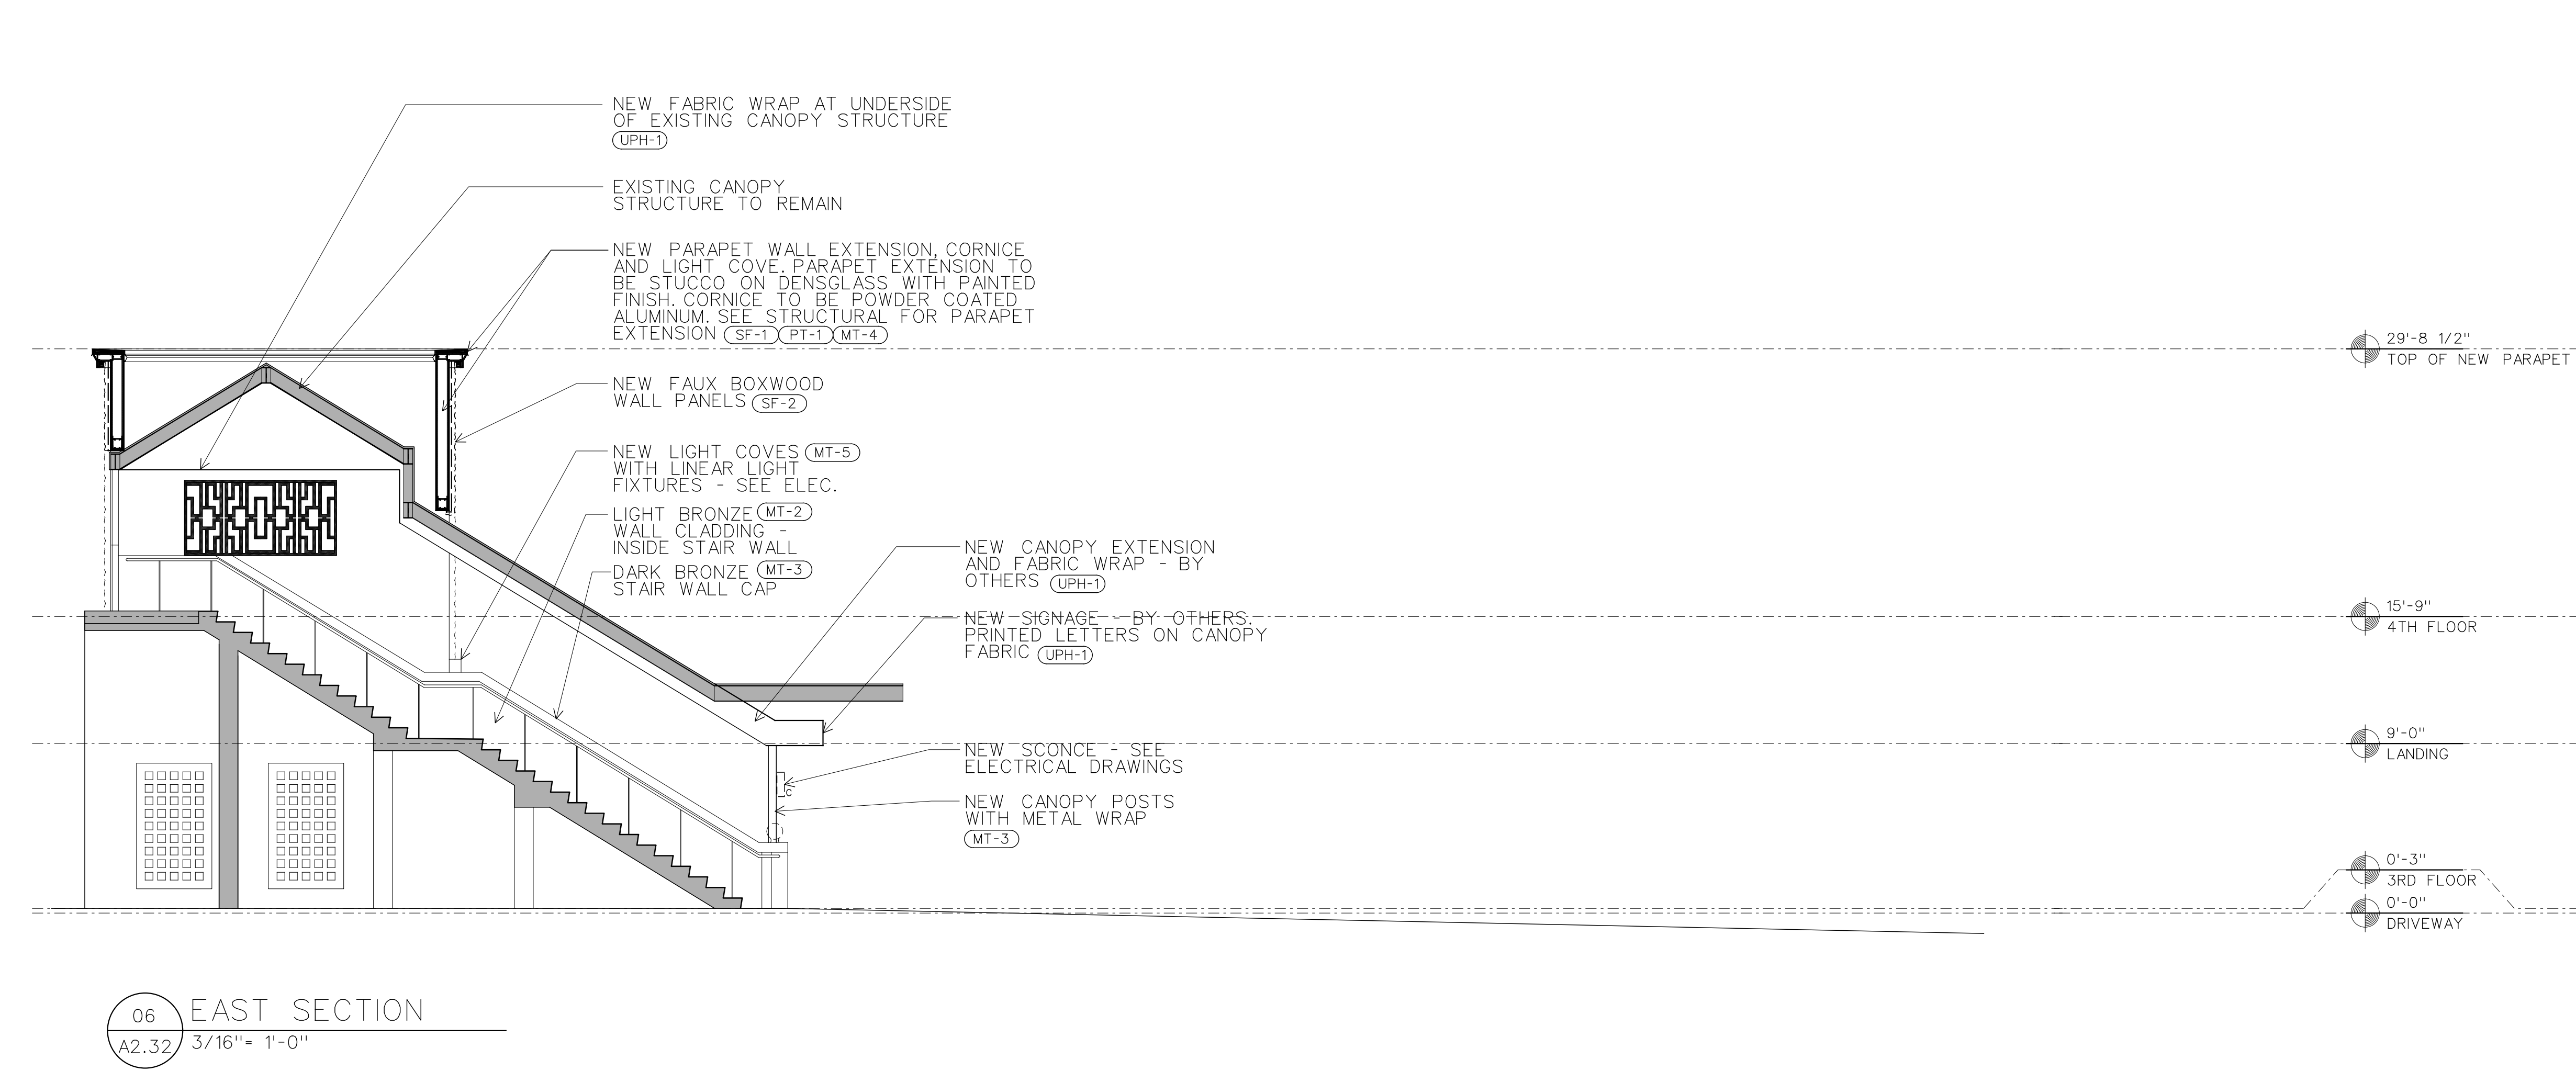 NEW FABRIC WRAP AT UNDERSIDE
OF EXISTING CANOPY STRUCTURE
UPH-1
EXISTING CANOPY
STRUCTURE TO REMAIN
NEW PARAPET WALL EXTENSION, CORNICE
AND LIGHT COVE. PARAPET EXTENSION TO
BE STUCCO ON DENSGLASS WITH PAINTED
FINISH. CORNICE TO BE POWDER COATED
ALUMINUM. SEE STRUCTURAL FOR PARAPET
EXTENSION SF-1 PT-1 MT-4
NEW FAUX BOXWOOD
WALL PANELS SF-2
NEW LIGHT COVES MT-5
WITH LINEAR LIGHT
FIXTURES - SEE ELEC.
LIGHT BRONZE MT-2
WALL CLADDING -
INSIDE STAIR WALL
DARK BRONZE MT-3
STAIR WALL CAP
NEW CANOPY EXTENSION
AND FABRIC WRAP - BY
OTHERS UPH-1
NEW SIGNAGE - BY OTHERS.
PRINTED LETTERS ON CANOPY
FABRIC UPH-1
NEW SCONCE - SEE
ELECTRICAL DRAWINGS
C
NEW CANOPY POSTS
WITH METAL WRAP
MT-3
29'-8 1/2"
TOP OF NEW PARAPET
15'-9"
4TH FLOOR
9'-0"
LANDING
0'-3"
3RD FLOOR
0'-0"
DRIVEWAY
06
A2.32
EAST SECTION
3/16"= 1'-0"